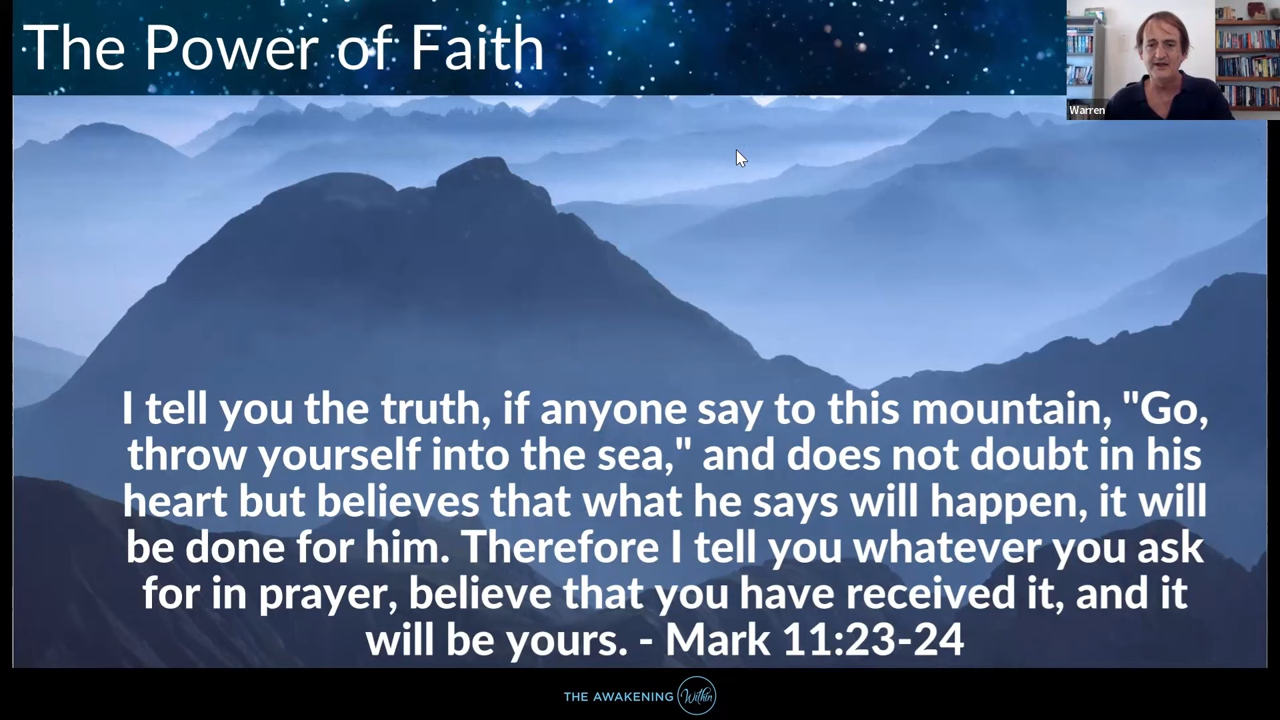 The Power of Faith
Warren
I tell you the truth, if anyone say to this mountain, "Go,
throw yourself into the sea," and does not doubt in his
heart but believes that what he says will happen, it will
be done for him. Therefore I tell you whatever you ask
for in prayer, believe that you have received it, and it
will be yours. - Mark 11:23-24
THE AWAKENING Within